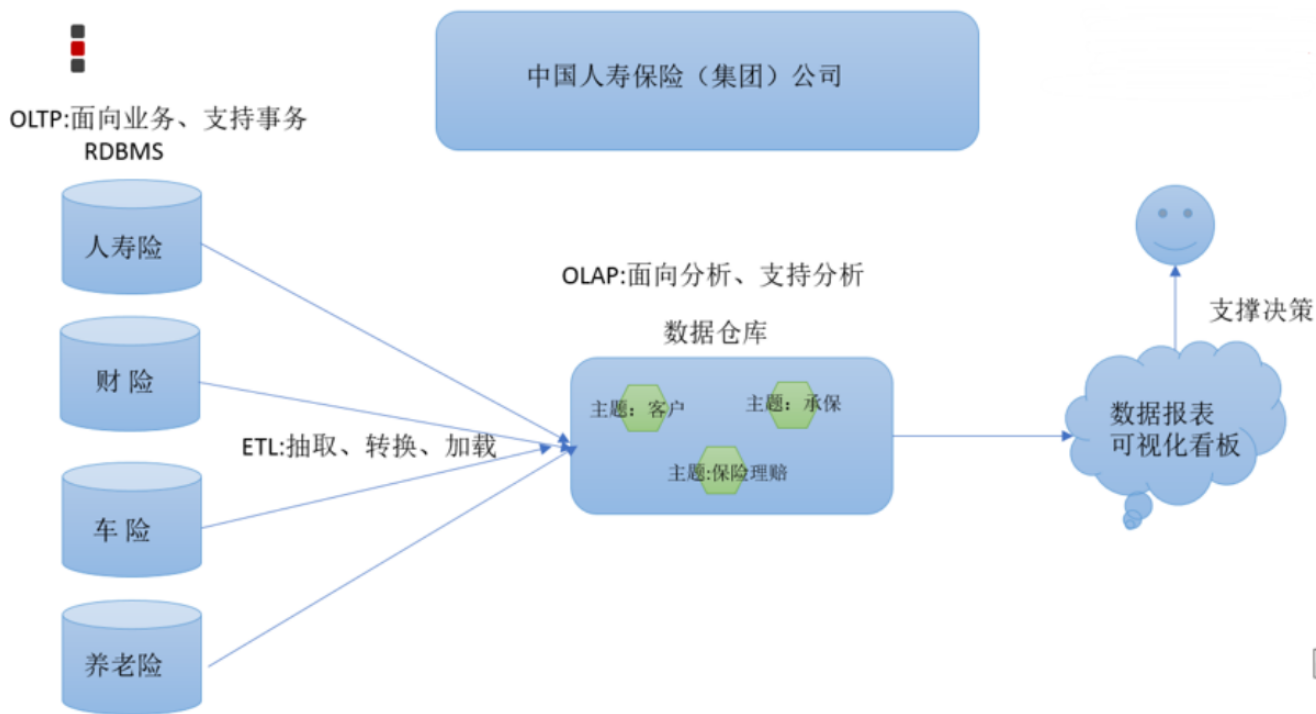 中国人寿保险（集团）公司
OLTP:面向业务、支持事务
RDBMS
人寿险
财 险
车 险
养老险
ETL:抽取、转换、加载
OLAP:面向分析、支持分析
数据仓库
主题：客户
主题：承保
主题:保险理赔
支撑决策
数据报表
可视化看板